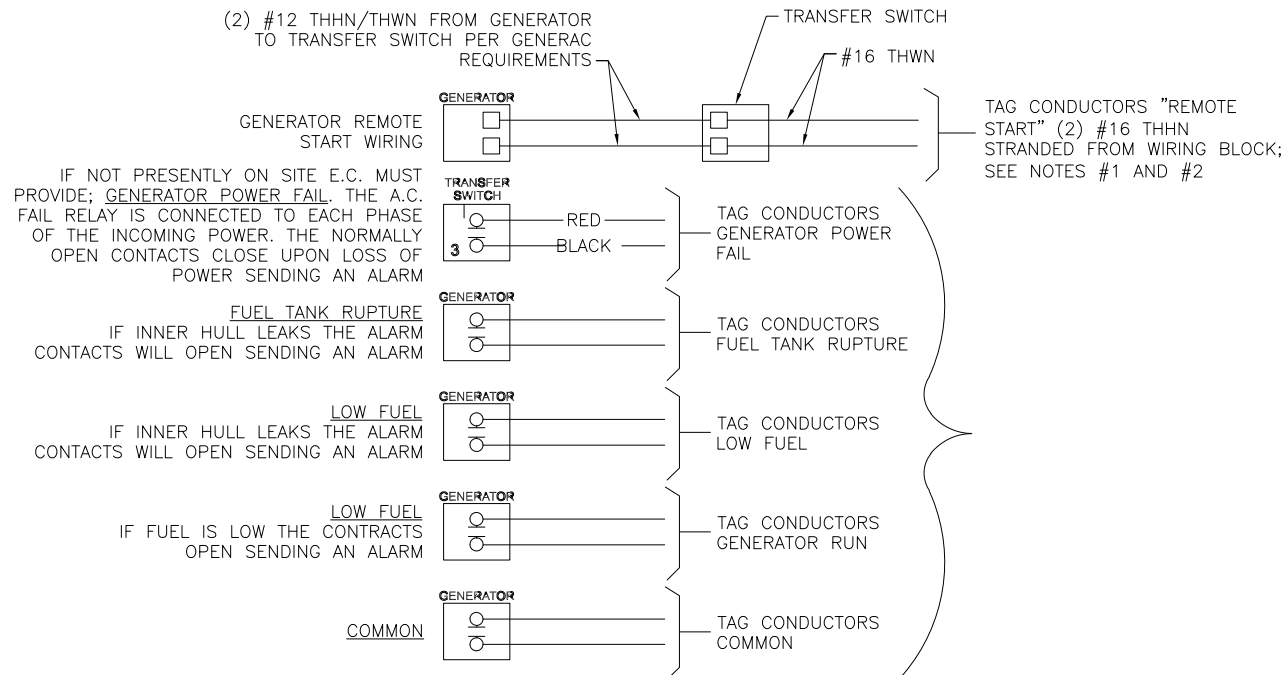 (2) #12 THHN/THWN FROM GENERATOR
TO TRANSFER SWITCH PER GENERAC
REQUIREMENTS
TRANSFER SWITCH
#16 THWN
GENERATOR
GENERATOR REMOTE
START WIRING
TAG CONDUCTORS "REMOTE
START" (2) #16 THHN
STRANDED FROM WIRING BLOCK;
SEE NOTES #1 AND #2
IF NOT PRESENTLY ON SITE E.C. MUST
PROVIDE; GENERATOR POWER FAIL. THE A.C.
FAIL RELAY IS CONNECTED TO EACH PHASE
OF THE INCOMING POWER. THE NORMALLY
OPEN CONTACTS CLOSE UPON LOSS OF
POWER SENDING AN ALARM
TRANSFER
SWITCH
3
RED
BLACK
TAG CONDUCTORS
GENERATOR POWER
FAIL
GENERATOR
FUEL TANK RUPTURE
IF INNER HULL LEAKS THE ALARM
CONTACTS WILL OPEN SENDING AN ALARM
TAG CONDUCTORS
FUEL TANK RUPTURE
GENERATOR
LOW FUEL
IF INNER HULL LEAKS THE ALARM
CONTACTS WILL OPEN SENDING AN ALARM
TAG CONDUCTORS
LOW FUEL
GENERATOR
LOW FUEL
IF FUEL IS LOW THE CONTRACTS
OPEN SENDING AN ALARM
TAG CONDUCTORS
GENERATOR RUN
GENERATOR
COMMON
TAG CONDUCTORS
COMMON